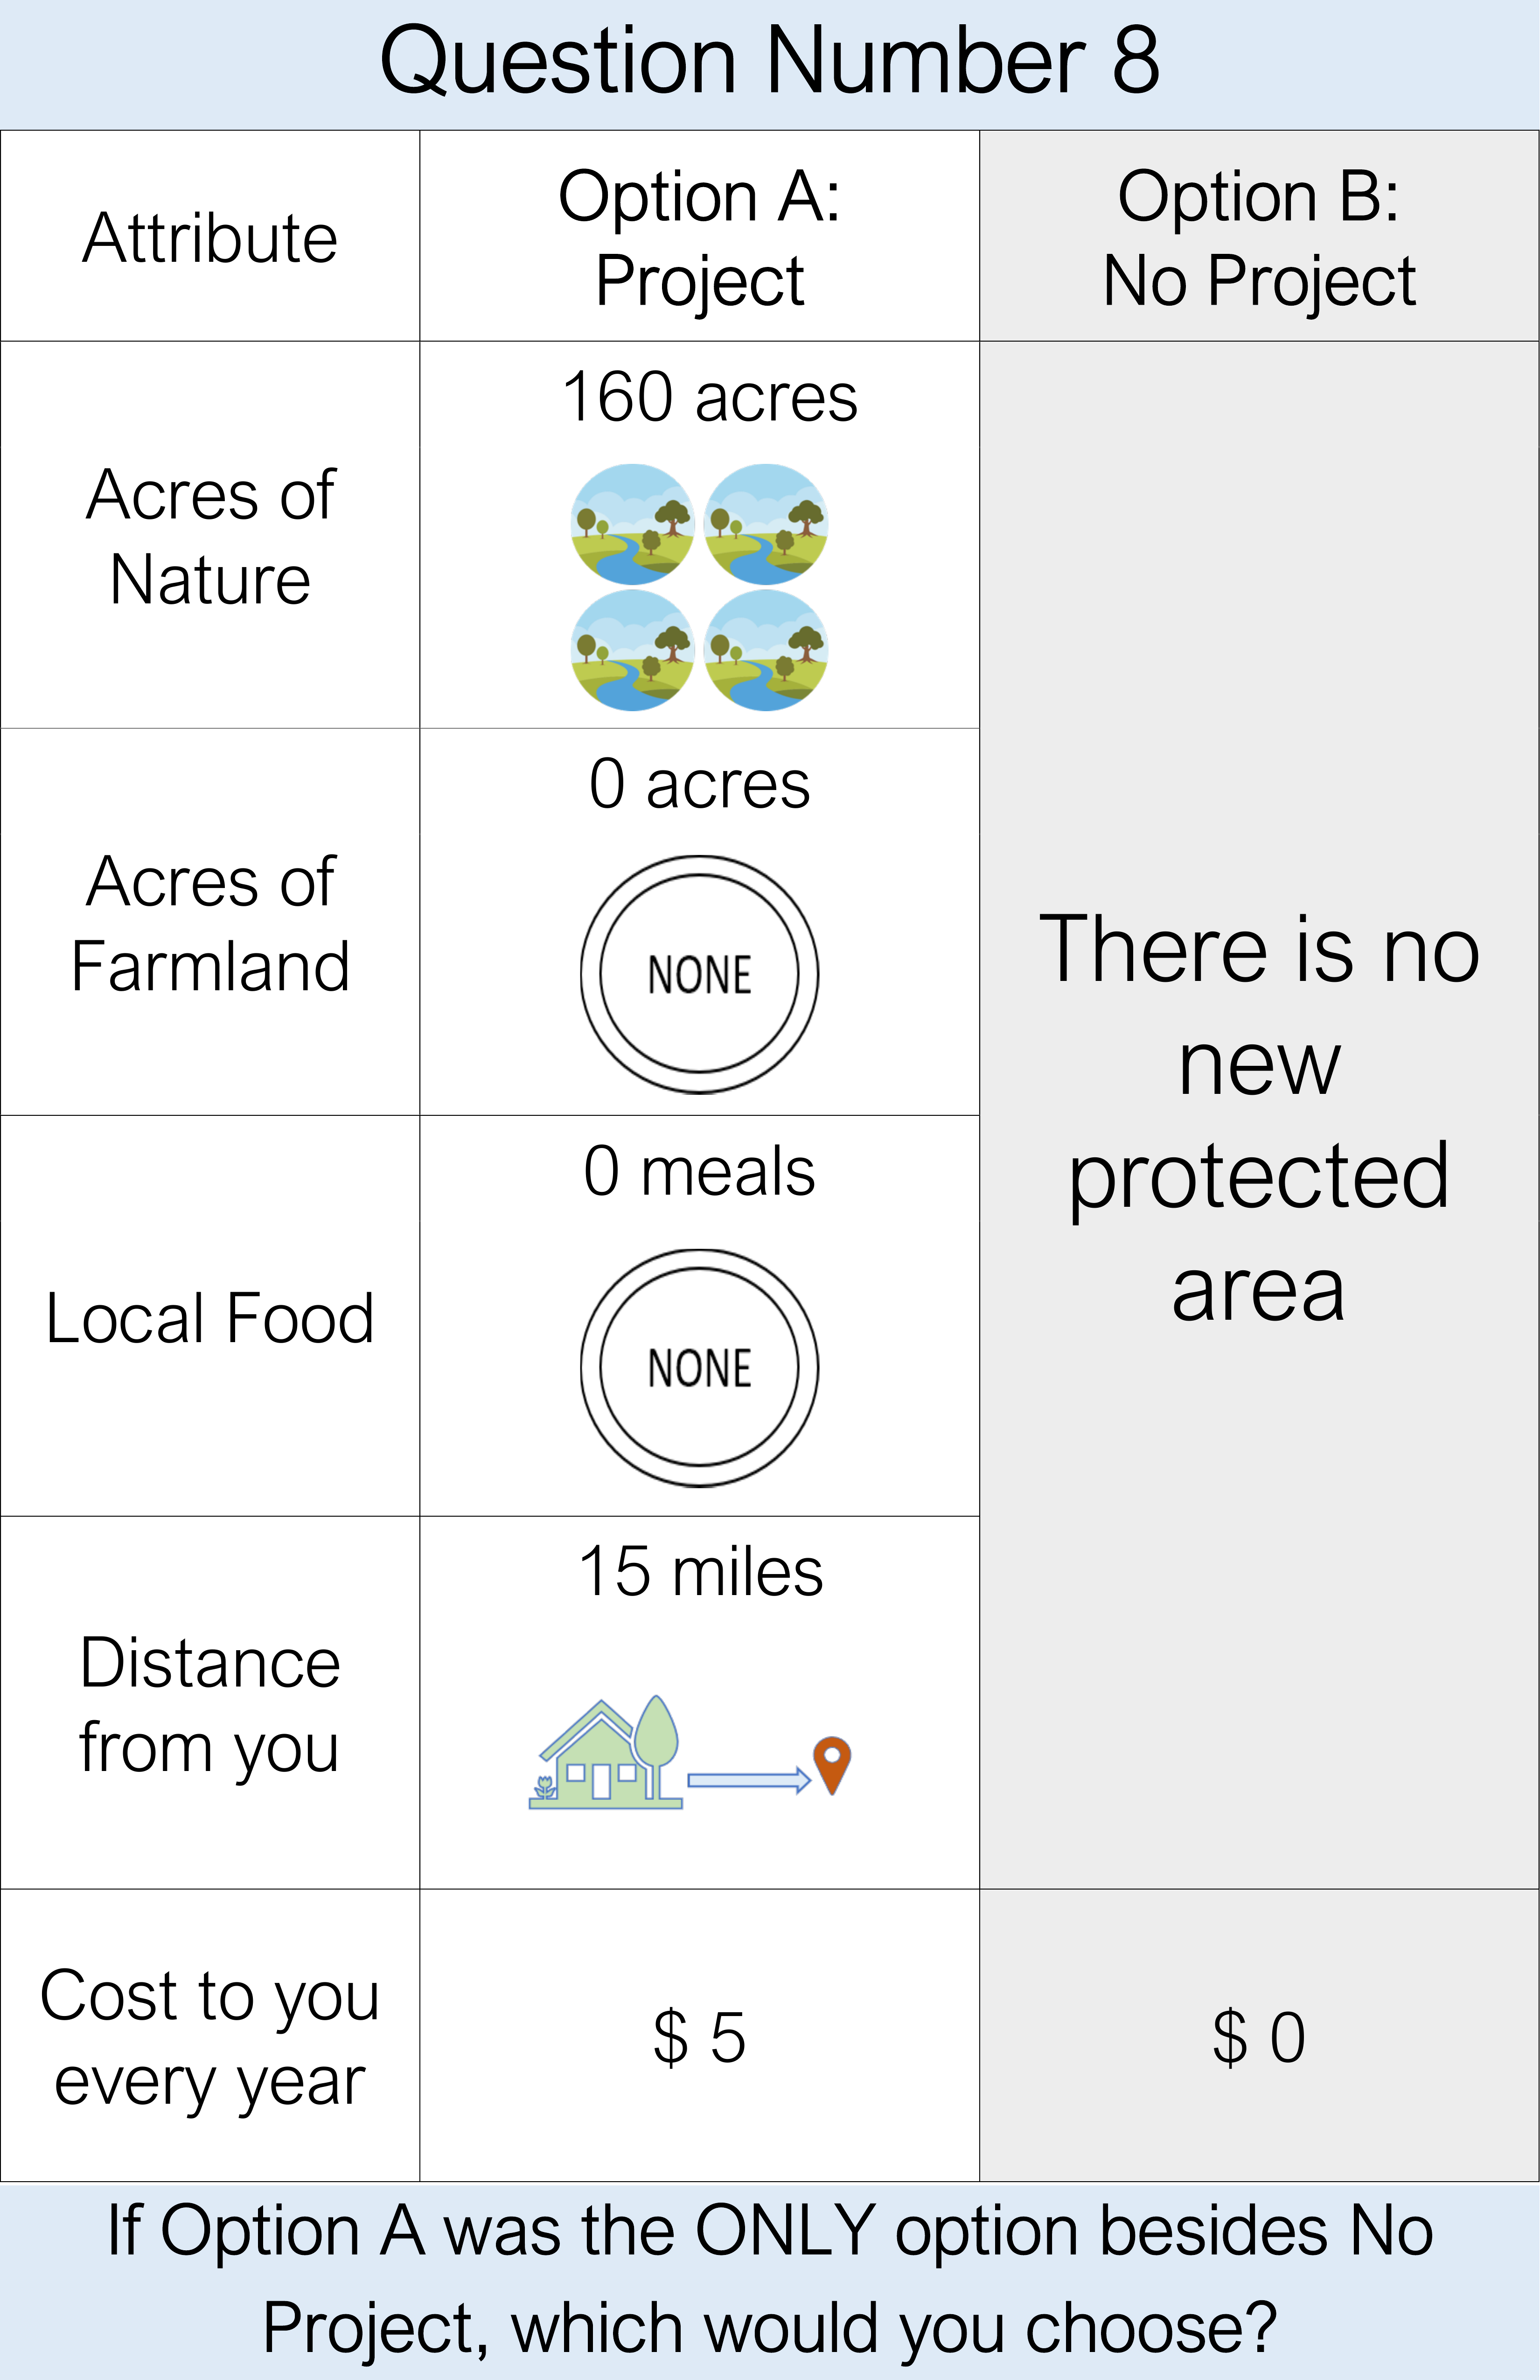 Question Number 8
Attribute
Option A:
Project
Option B:
No Project
Acres of
Nature
160 acres
Acres of
Farmland
0 acres
NONE
Local Food
0 meals
NONE
Distance
from you
15 miles
There is no
new
protected
area
Cost to you
every year
$ 5
$ 0
If Option A was the ONLY option besides No
Project, which would you choose?